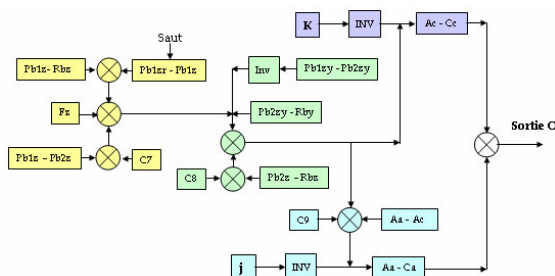 K INV Ac - Cc
Saut
Pb1z- Rbz Pb1zr - Pb1z
Inv Pb1zy - Pb2zy
Fz Pb2zy - Rby
Sortie C
Pb1z - Pb2z C7
C8 Pb2z - Rbz
C9 Aa - Ac
j INV Aa - Ca